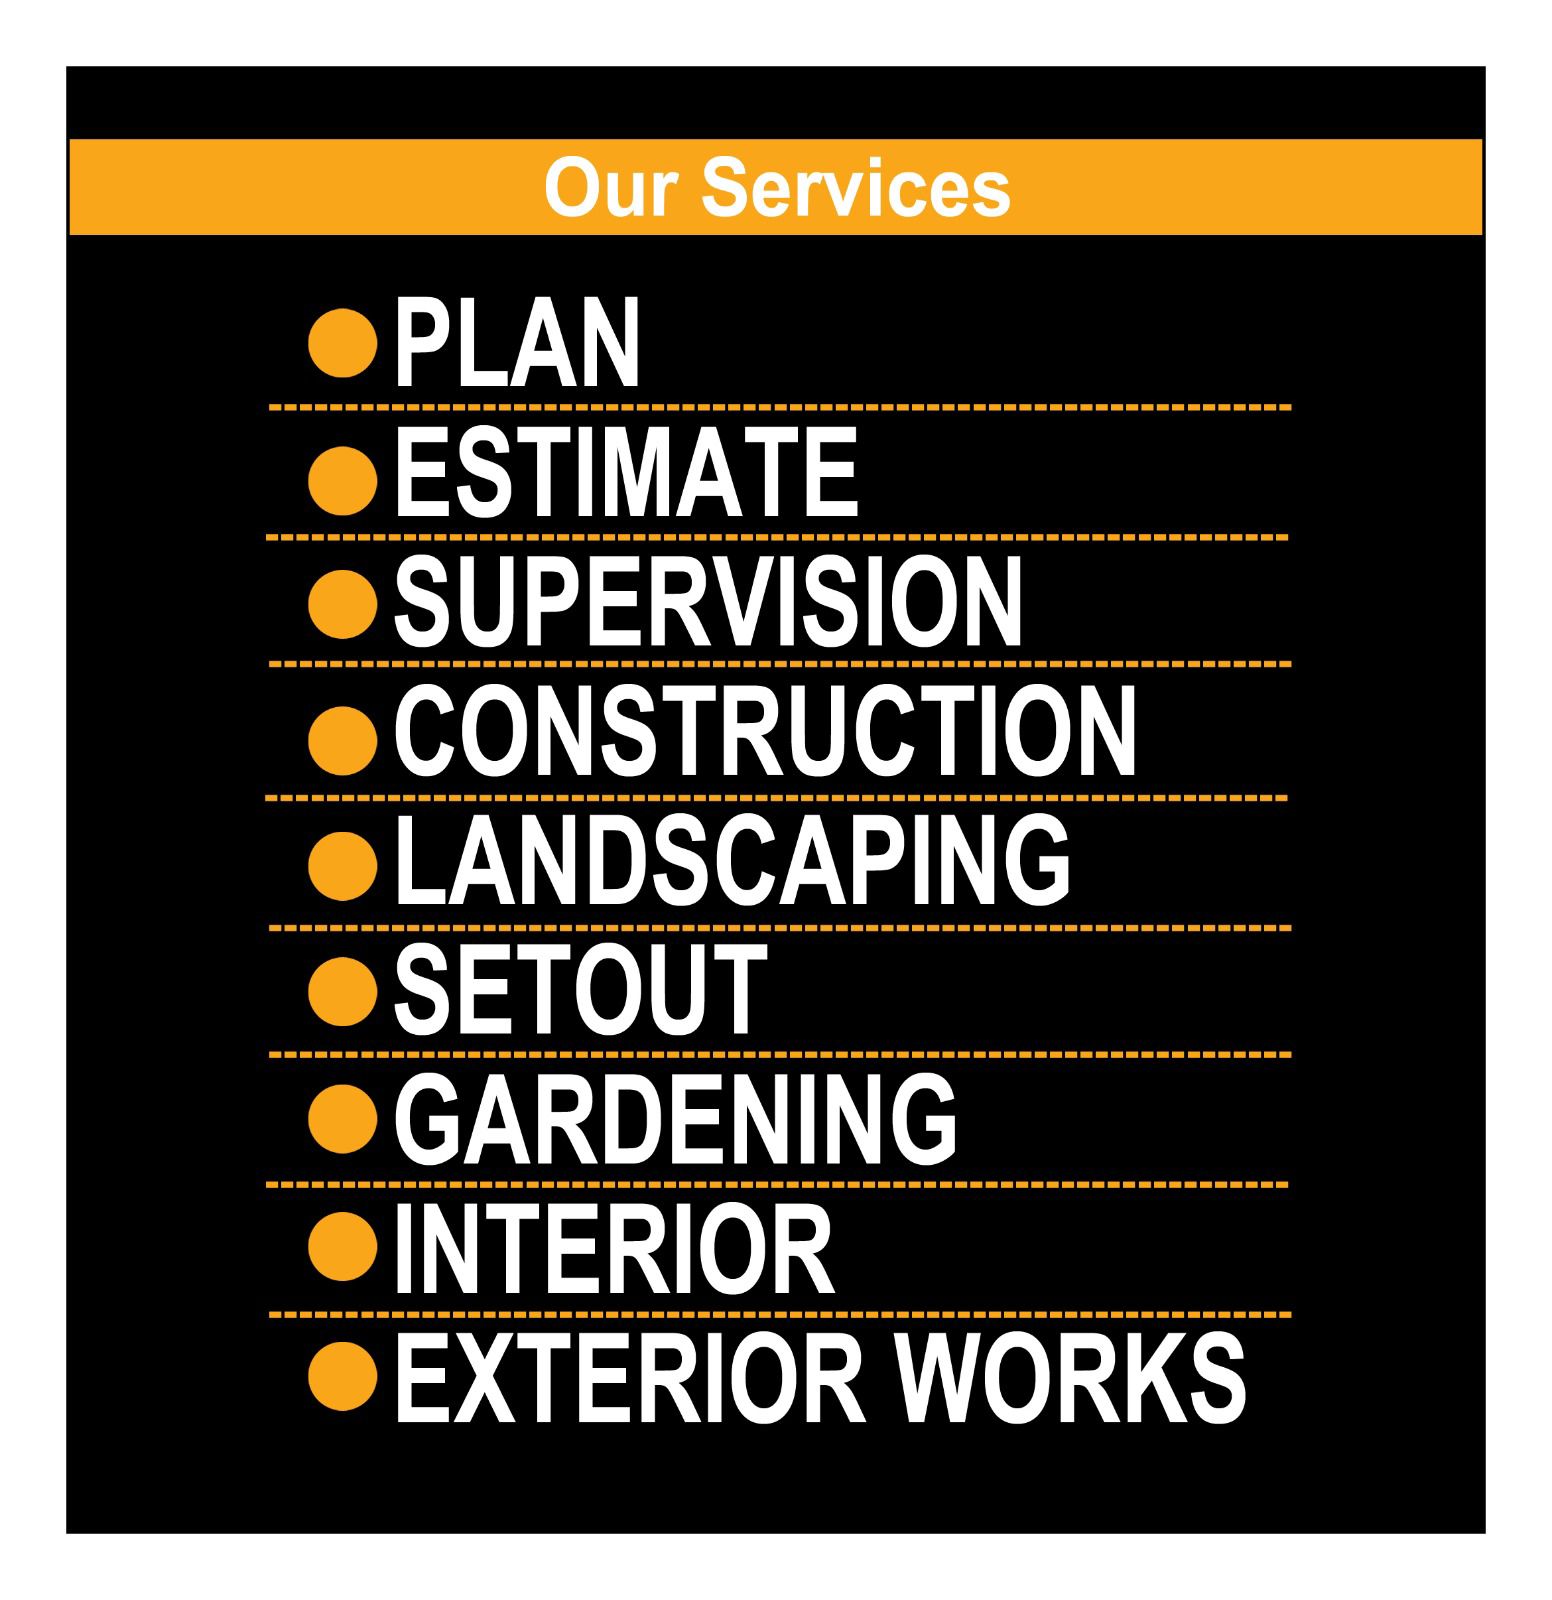 Our Services
PLAN
ESTIMATE
SUPERVISION
CONSTRUCTION
LANDSCAPING
SETOUT
GARDENING
INTERIOR
EXTERIOR WORKS